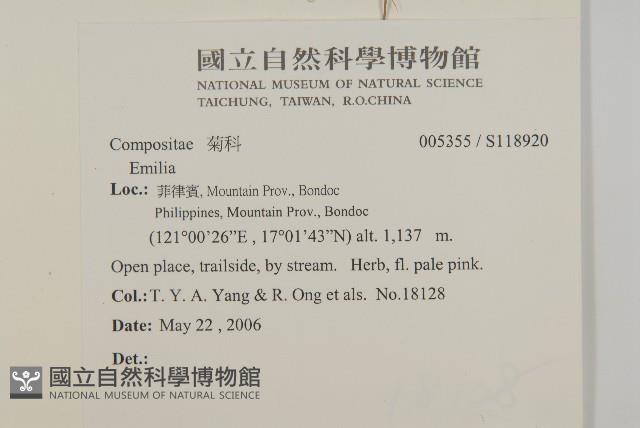 國立自然科學博物館
NATIONAL MUSEUM OF NATURAL SCIENCE
TAICHUNG, TAIWAN, R.O.CHINA
Compositae 菊科 005355 / S118920
Emilia
Loc.: 菲律賓, Mountain Prov., Bondoc
Philippines, Mountain Prov., Bondoc
(121°00'26”E , 17°01'43”N) alt. 1,137 m.
Open place, trailside, by stream. Herb, fl. pale pink.
Col.: T. Y. A. Yang & R. Ong et als. No.18128
Date: May 22 , 2006
Det.:
國立自然科學博物館
NATIONAL MUSEUM OF NATURAL SCIENCE